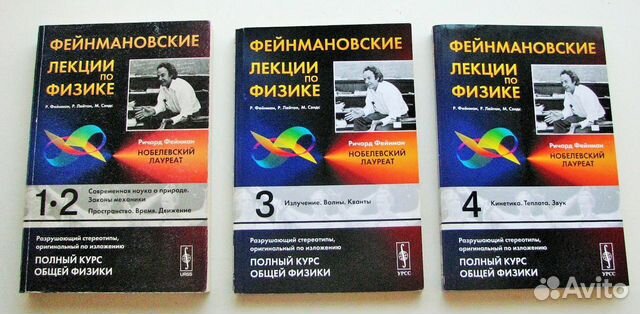 ФЕЙНМАНОВСКИЕ
ЛЕКЦИИ ПО
ФИЗИКЕ
Р. Фейнман, Р. Лейтон, М. Сэндс
Ричард Фейнман
НОБЕЛЕВСКИЙ
ЛАУРЕАТ
1•2
Современная наука о природе.
Законы механики
Пространство. Время. Движение
Разрушающий стереотипы,
оригинальный по изложению
ПОЛНЫЙ КУРС
ОБЩЕЙ ФИЗИКИ
URSS
ФЕЙНМАНОВСКИЕ
ЛЕКЦИИ ПО
ФИЗИКЕ
Р. Фейнман, Р. Лейтон, М. Сэндс
Ричард Фейнман
НОБЕЛЕВСКИЙ
ЛАУРЕАТ
3
Излучение. Волны. Кванты
Разрушающий стереотипы,
оригинальный по изложению
ПОЛНЫЙ КУРС
ОБЩЕЙ ФИЗИКИ
УРСС
ФЕЙНМАНОВСКИЕ
ЛЕКЦИИ ПО
ФИЗИКЕ
Р. Фейнман, Р. Лейтон, М. Сэндс
Ричард Фейнман
НОБЕЛЕВСКИЙ
ЛАУРЕАТ
4
Кинетика. Теплота. Звук
Разрушающий стереотипы,
оригинальный по изложению
ПОЛНЫЙ КУРС
ОБЩЕЙ ФИЗИКИ
УРСС
Avito